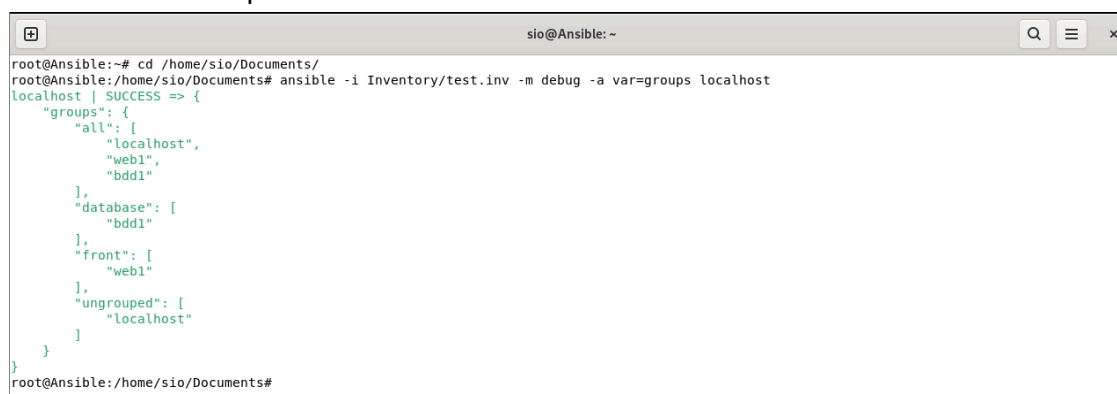 sio@Ansible: ~
root@Ansible:~# cd /home/sio/Documents/
root@Ansible:/home/sio/Documents# ansible -i Inventory/test.inv -m debug -a var=groups localhost
localhost | SUCCESS => {
    "groups": {
        "all": [
            "localhost",
            "web1",
            "bdd1"
        ],
        "database": [
            "bdd1"
        ],
        "front": [
            "web1"
        ],
        "ungrouped": [
            "localhost"
        ]
    }
}
root@Ansible:/home/sio/Documents#